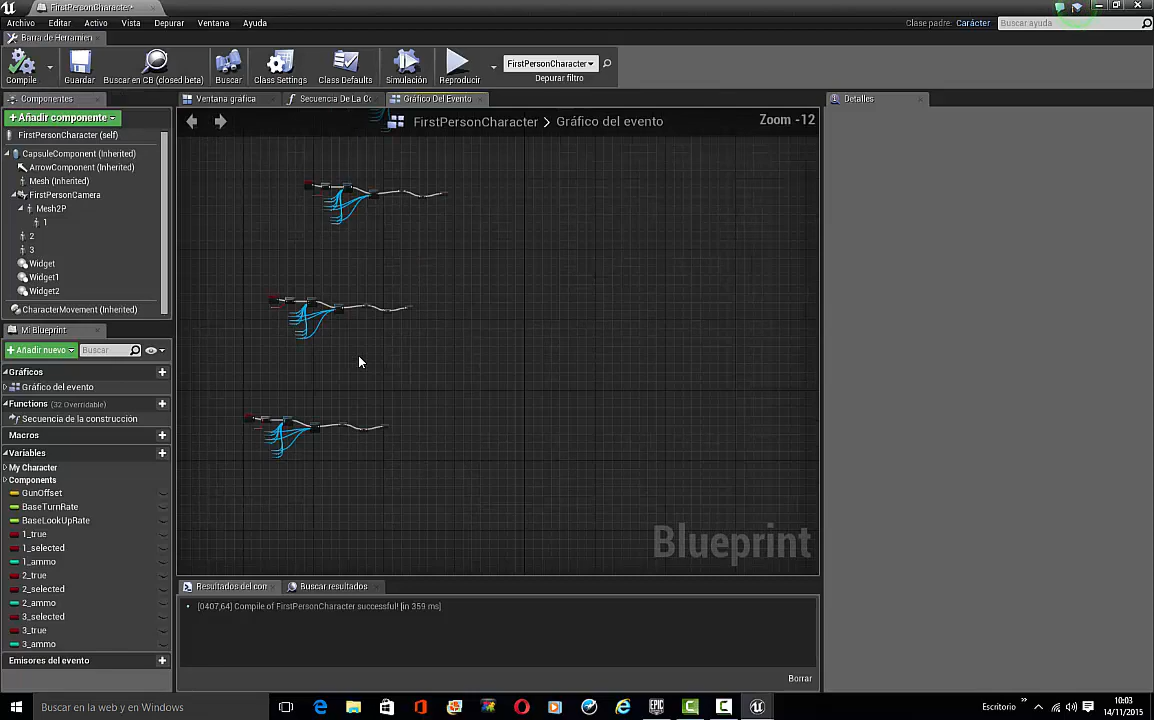 FirstPersonCharacter*
Archivo Editar Activo Vista Depurar Ventana Ayuda
Clase padre: Carácter
Buscar ayuda
Barra de Herramien
Compile
Guardar
Buscar en CB (closed beta)
Buscar
Class Settings
Class Defaults
Simulación
Reproducir
FirstPersonCharacter
Depurar filtro
Componentes
Ventana gráfica
Secuencia De La Co
Gráfico Del Evento
Detalles
+Añadir componente
FirstPersonCharacter > Gráfico del evento
Zoom -12
FirstPersonCharacter (self)
CapsuleComponent (Inherited)
ArrowComponent (Inherited)
Mesh (Inherited)
FirstPersonCamera
Mesh2P
1
2
3
Widget
Widget1
Widget2
CharacterMovement (Inherited)
Mi Blueprint
+Añadir nuevo
Buscar
Gráficos
Gráfico del evento
Functions (32 Overridable)
Secuencia de la construcción
Macros
Variables
My Character
Components
GunOffset
BaseTurnRate
BaseLookUpRate
1_true
1_selected
1_ammo
2_true
2_selected
2_ammo
3_selected
3_true
3_ammo
Emisores del evento
Blueprint
Resultados del com
Buscar resultados
[0407,64] Compile of FirstPersonCharacter successful! [in 359 ms]
Borrar
Buscar en la web y en Windows
Escritorio
10:03
14/11/2015